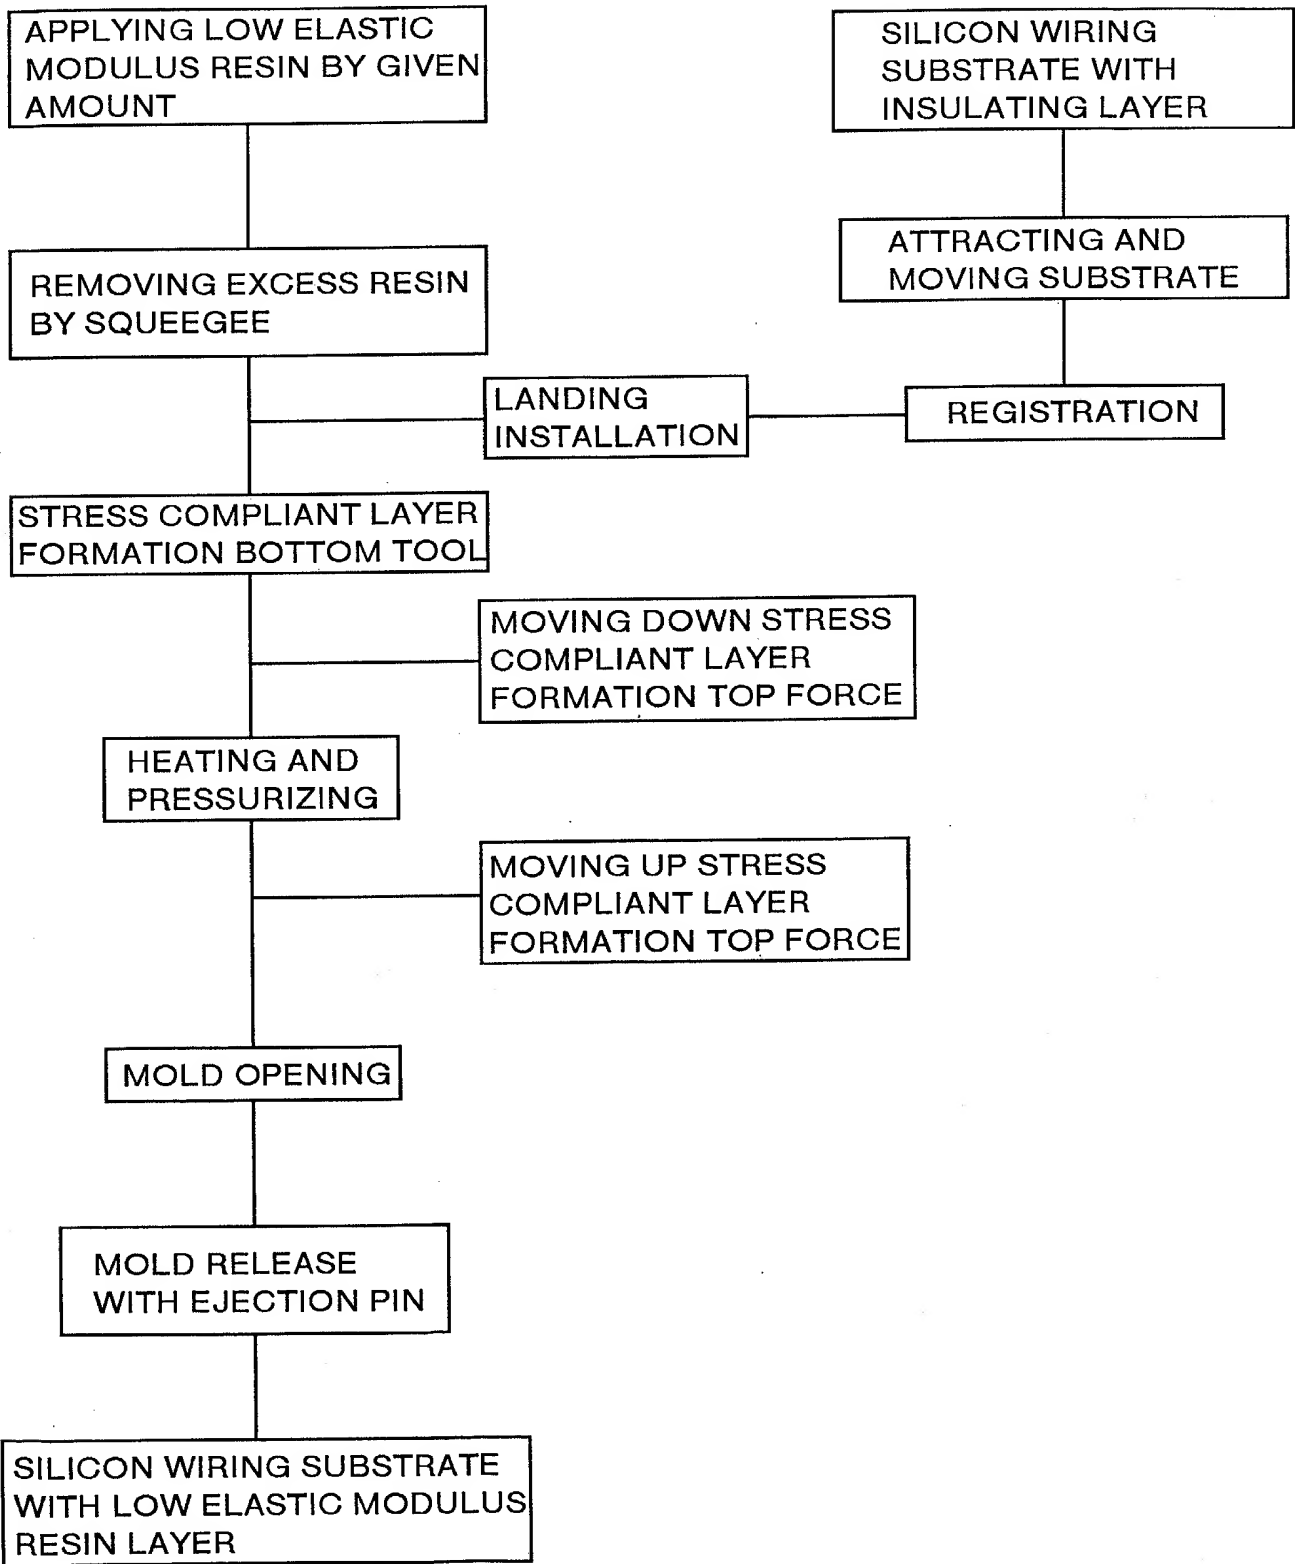 APPLYING LOW ELASTIC
MODULUS RESIN BY GIVEN
AMOUNT
SILICON WIRING
SUBSTRATE WITH
INSULATING LAYER
REMOVING EXCESS RESIN
BY SQUEEGEE
ATTRACTING AND
MOVING SUBSTRATE
LANDING
INSTALLATION
REGISTRATION
STRESS COMPLIANT LAYER
FORMATION BOTTOM TOOL
MOVING DOWN STRESS
COMPLIANT LAYER
FORMATION TOP FORCE
HEATING AND
PRESSURIZING
MOVING UP STRESS
COMPLIANT LAYER
FORMATION TOP FORCE
MOLD OPENING
MOLD RELEASE
WITH EJECTION PIN
SILICON WIRING SUBSTRATE
WITH LOW ELASTIC MODULUS
RESIN LAYER